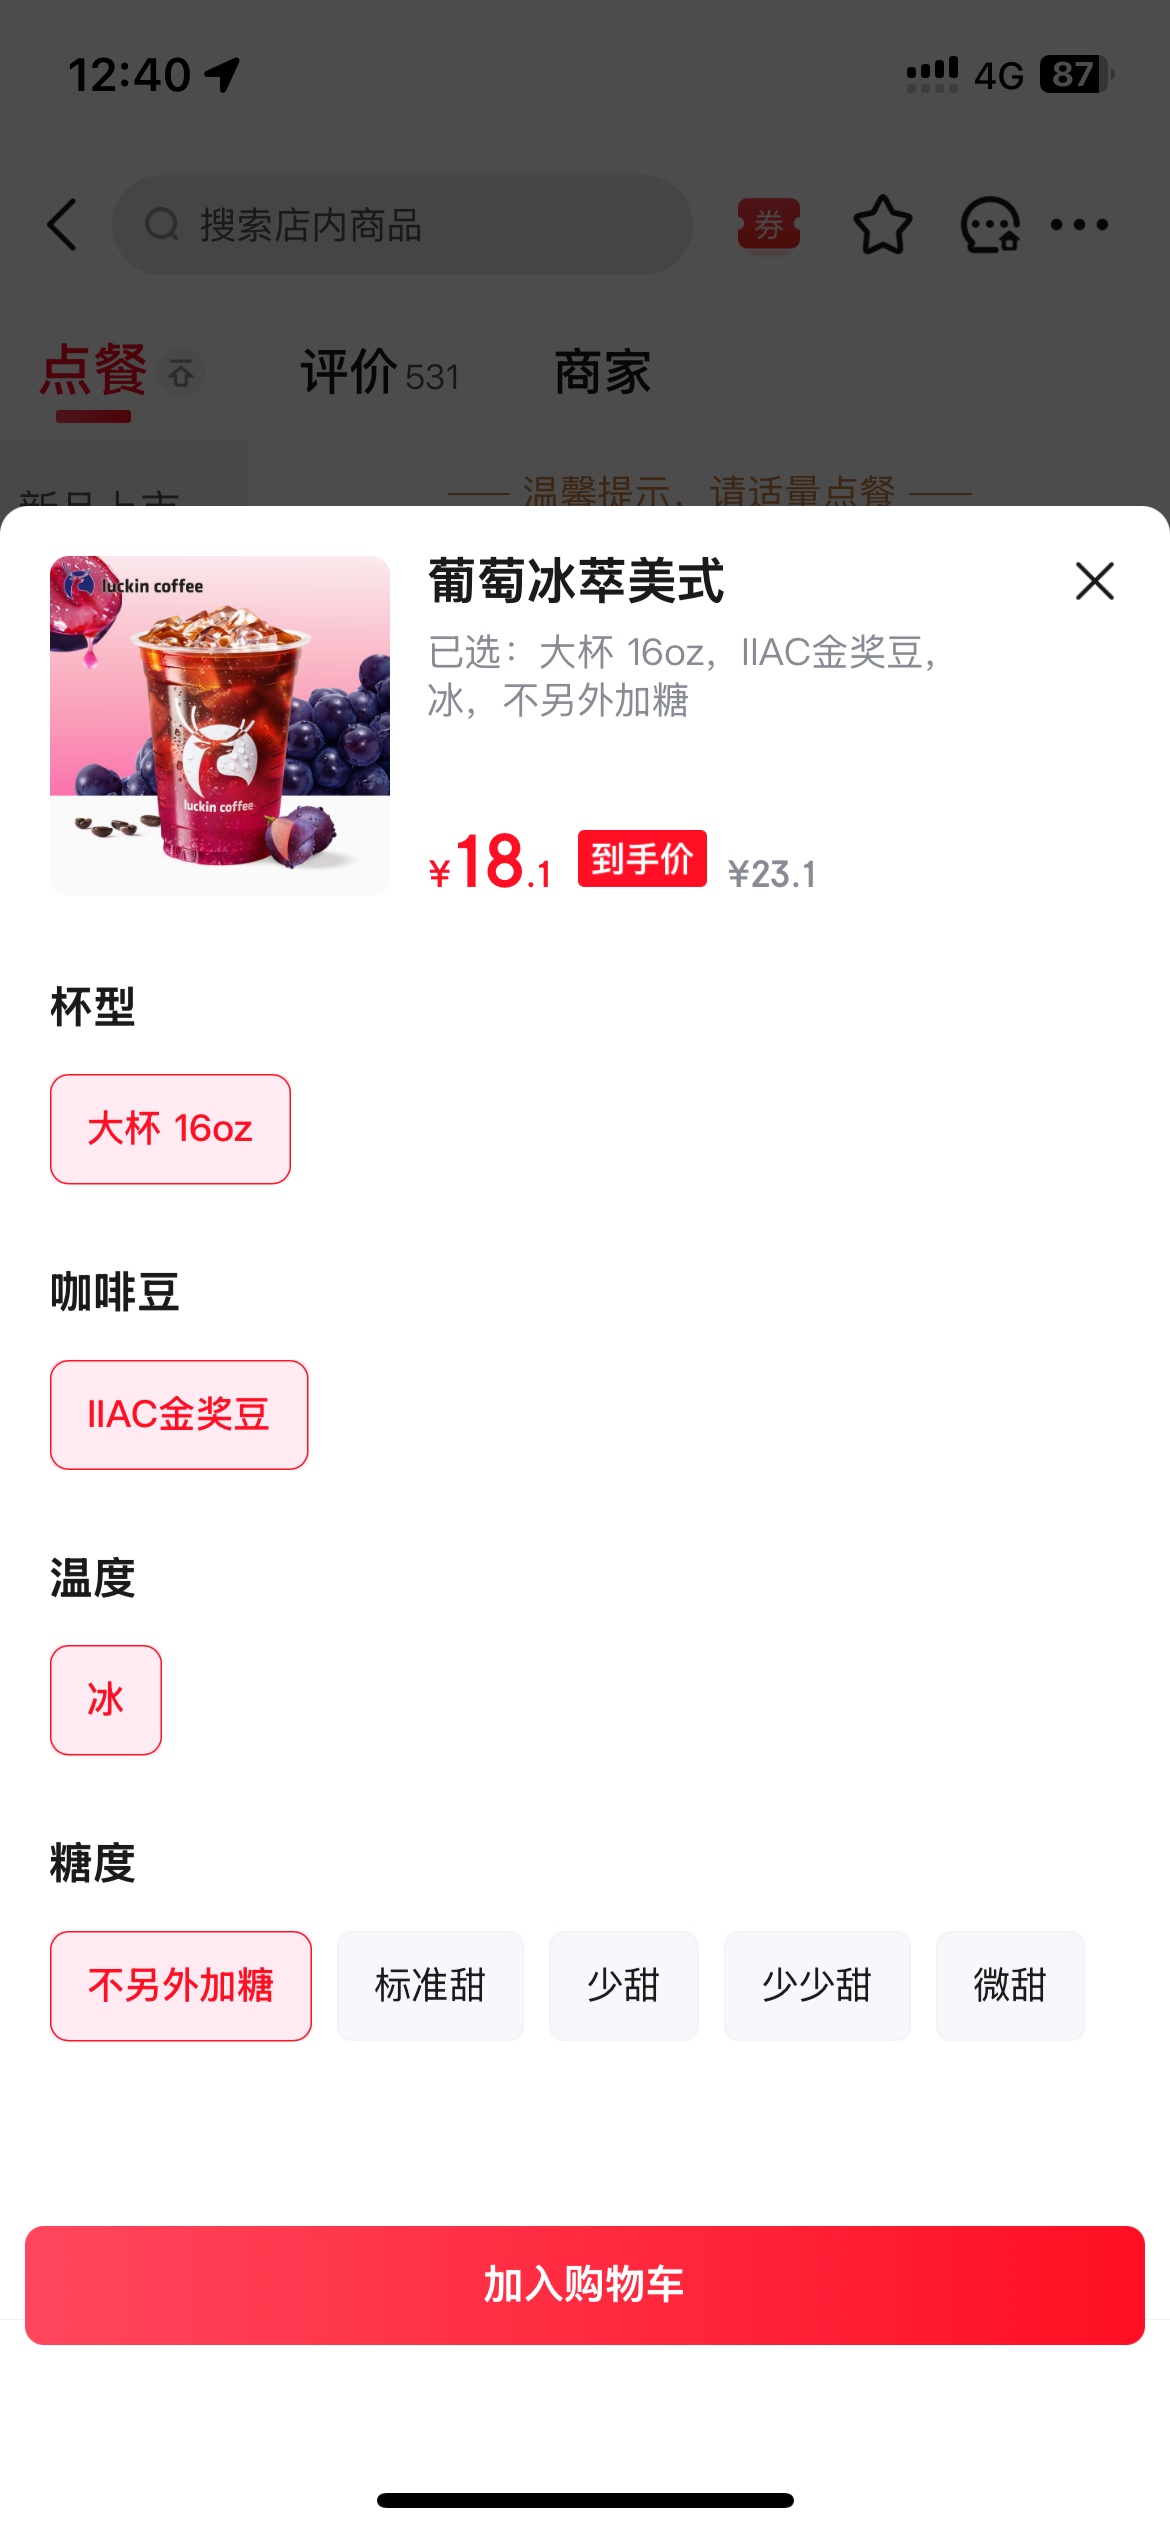 12:40
4G 87
搜索店内商品
券
点餐
评价 531
商家
新品上市
温馨提示，请适量点餐
luckin coffee
luckin coffee
葡萄冰萃美式
已选：大杯 16oz，IIAC金奖豆，
冰，不另外加糖
¥18.1 到手价 ¥23.1
杯型
大杯 16oz
咖啡豆
IIAC金奖豆
温度
冰
糖度
不另外加糖
标准甜
少甜
少少甜
微甜
加入购物车